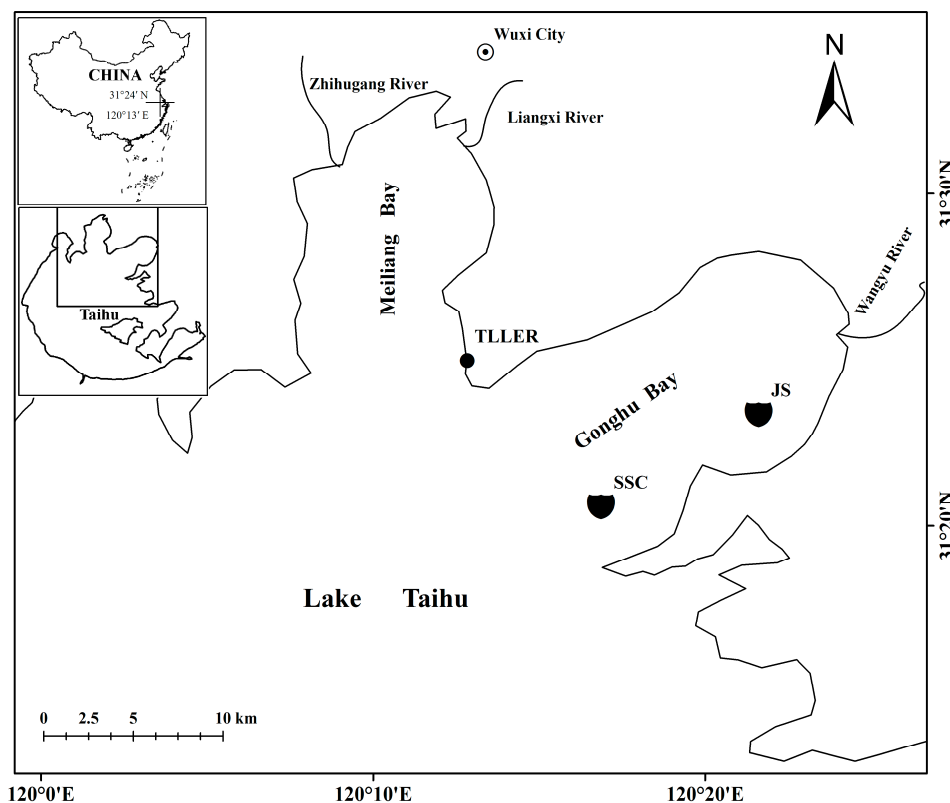 Wuxi City
N
Zhihugang River
CHINA
31°24′ N
120°13′ E
Liangxi River
31°30'N
Meiliang Bay
Wangyu River
Taihu
TLLER
JS
Gonghu Bay
SSC
31°20'N
Lake Taihu
0 2.5 5 10 km
120°0'E 120°10'E 120°20'E